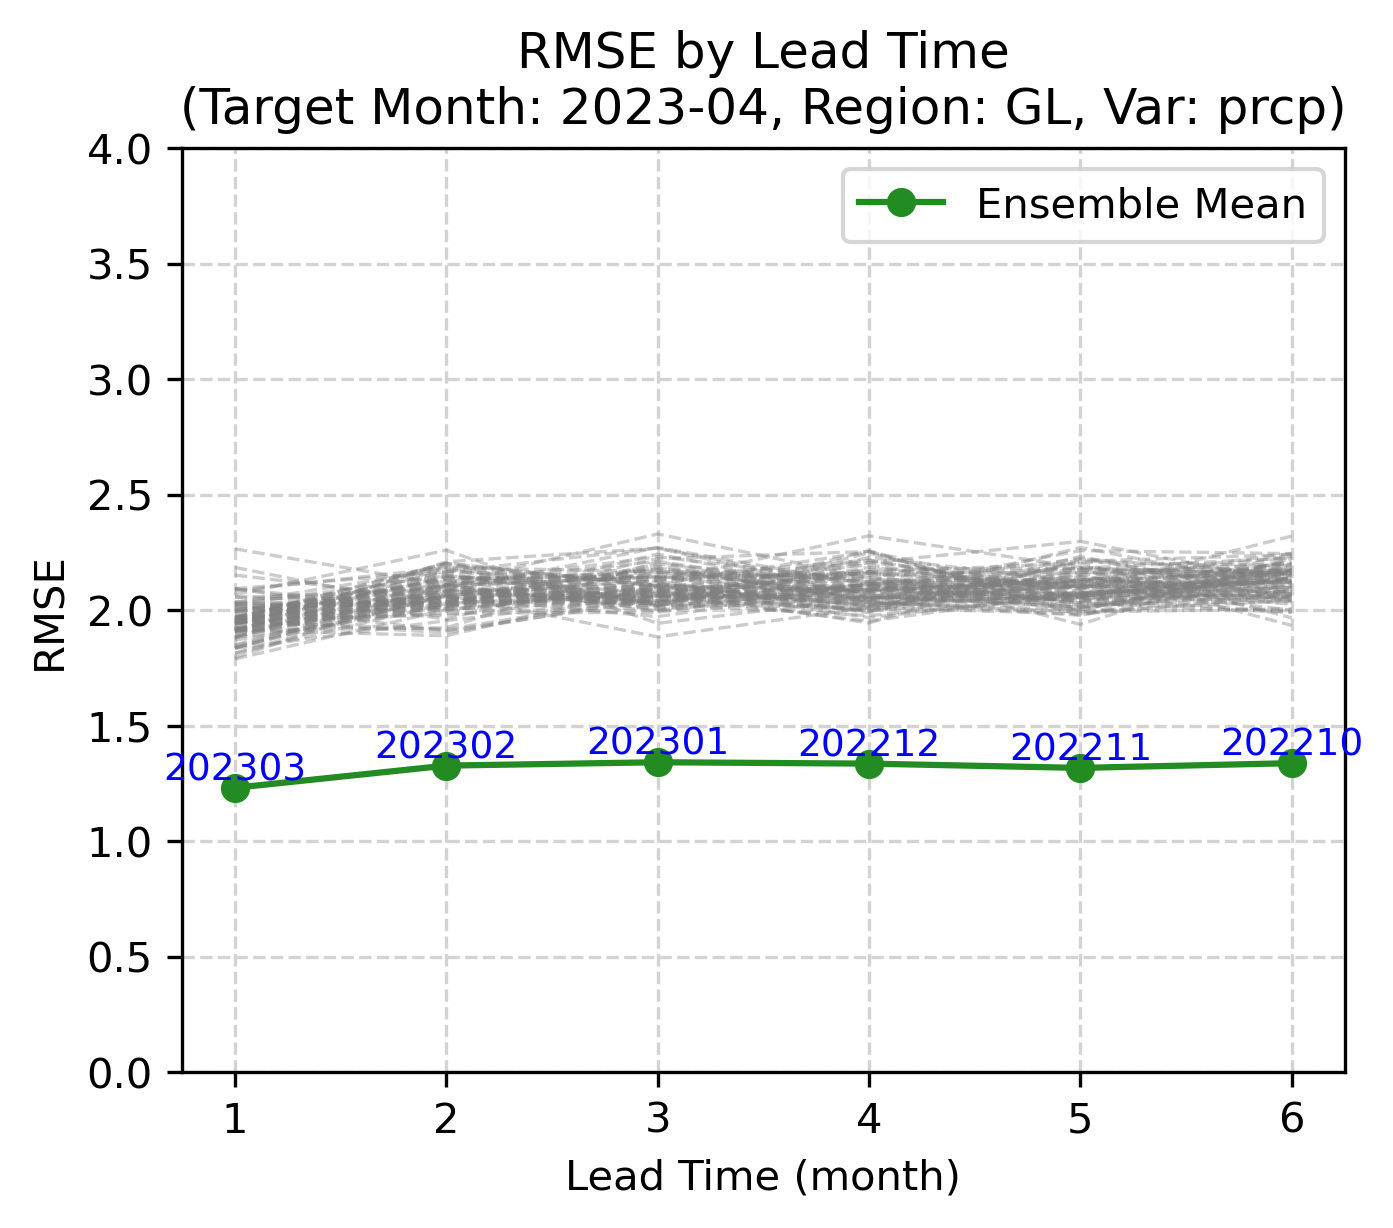 RMSE by Lead Time
(Target Month: 2023-04, Region: GL, Var: prcp)
4.0
3.5
3.0
2.5
2.0
1.5
1.0
0.5
0.0
RMSE
Ensemble Mean
202303
202302
202301
202212
202211
202210
1 2 3 4 5 6
Lead Time (month)